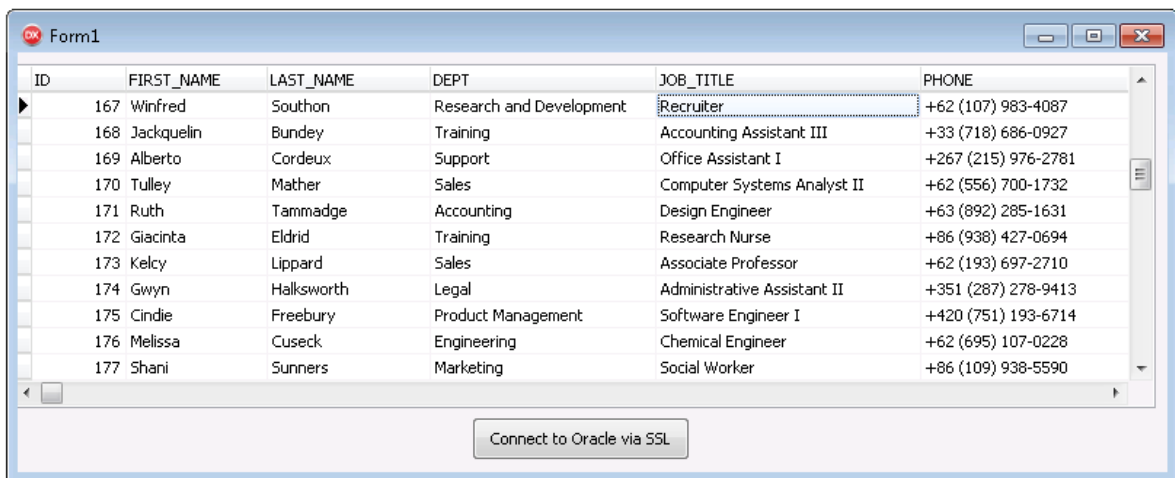 DX Form1
ID FIRST_NAME LAST_NAME DEPT JOB_TITLE PHONE
167 Winfred Southon Research and Development Recruiter +62 (107) 983-4087
168 Jackquelin Bundey Training Accounting Assistant III +33 (718) 686-0927
169 Alberto Cordeux Support Office Assistant I +267 (215) 976-2781
170 Tulley Mather Sales Computer Systems Analyst II +62 (556) 700-1732
171 Ruth Tammadge Accounting Design Engineer +63 (892) 285-1631
172 Giacinta Eldrid Training Research Nurse +86 (938) 427-0694
173 Kelcy Lippard Sales Associate Professor +62 (193) 697-2710
174 Gwyn Halksworth Legal Administrative Assistant II +351 (287) 278-9413
175 Cindie Freebury Product Management Software Engineer I +420 (751) 193-6714
176 Melissa Cuseck Engineering Chemical Engineer +62 (695) 107-0228
177 Shani Sunners Marketing Social Worker +86 (109) 938-5590
Connect to Oracle via SSL